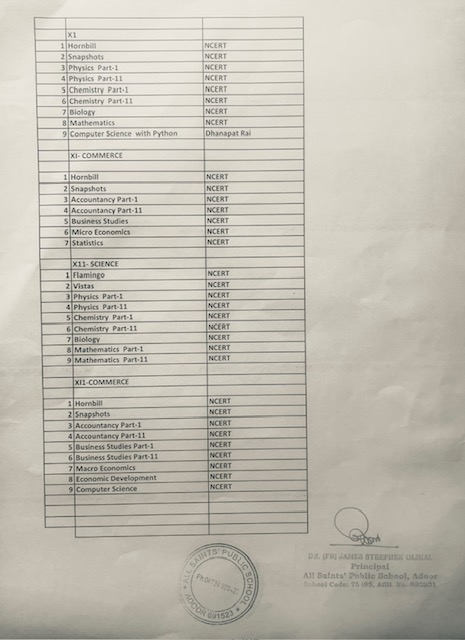 X1
1 Hornbill NCERT
2 Snapshots NCERT
3 Physics Part-1 NCERT
4 Physics Part-11 NCERT
5 Chemistry Part-1 NCERT
6 Chemistry Part-11 NCERT
7 Biology NCERT
8 Mathematics NCERT
9 Computer Science with Python Dhanapat Rai
XI- COMMERCE
1 Hornbill NCERT
2 Snapshots NCERT
3 Accountancy Part-1 NCERT
4 Accountancy Part-11 NCERT
5 Business Studies NCERT
6 Micro Economics NCERT
7 Statistics NCERT
X11- SCIENCE
1 Flamingo NCERT
2 Vistas NCERT
3 Physics Part-1 NCERT
4 Physics Part-11 NCERT
5 Chemistry Part-1 NCERT
6 Chemistry Part-11 NCERT
7 Biology NCERT
8 Mathematics Part-1 NCERT
9 Mathematics Part-11 NCERT
XI1-COMMERCE
1 Hornbill NCERT
2 Snapshots NCERT
3 Accountancy Part-1 NCERT
4 Accountancy Part-11 NCERT
5 Business Studies Part-1 NCERT
6 Business Studies Part-11 NCERT
7 Macro Economics NCERT
8 Economic Development NCERT
9 Computer Science NCERT
ALL SAINTS' PUBLIC SCHOOL
ADOOR 691523
DR. (FR) JAMES
Principal
All Saints' Public School, Adoor
School Code: